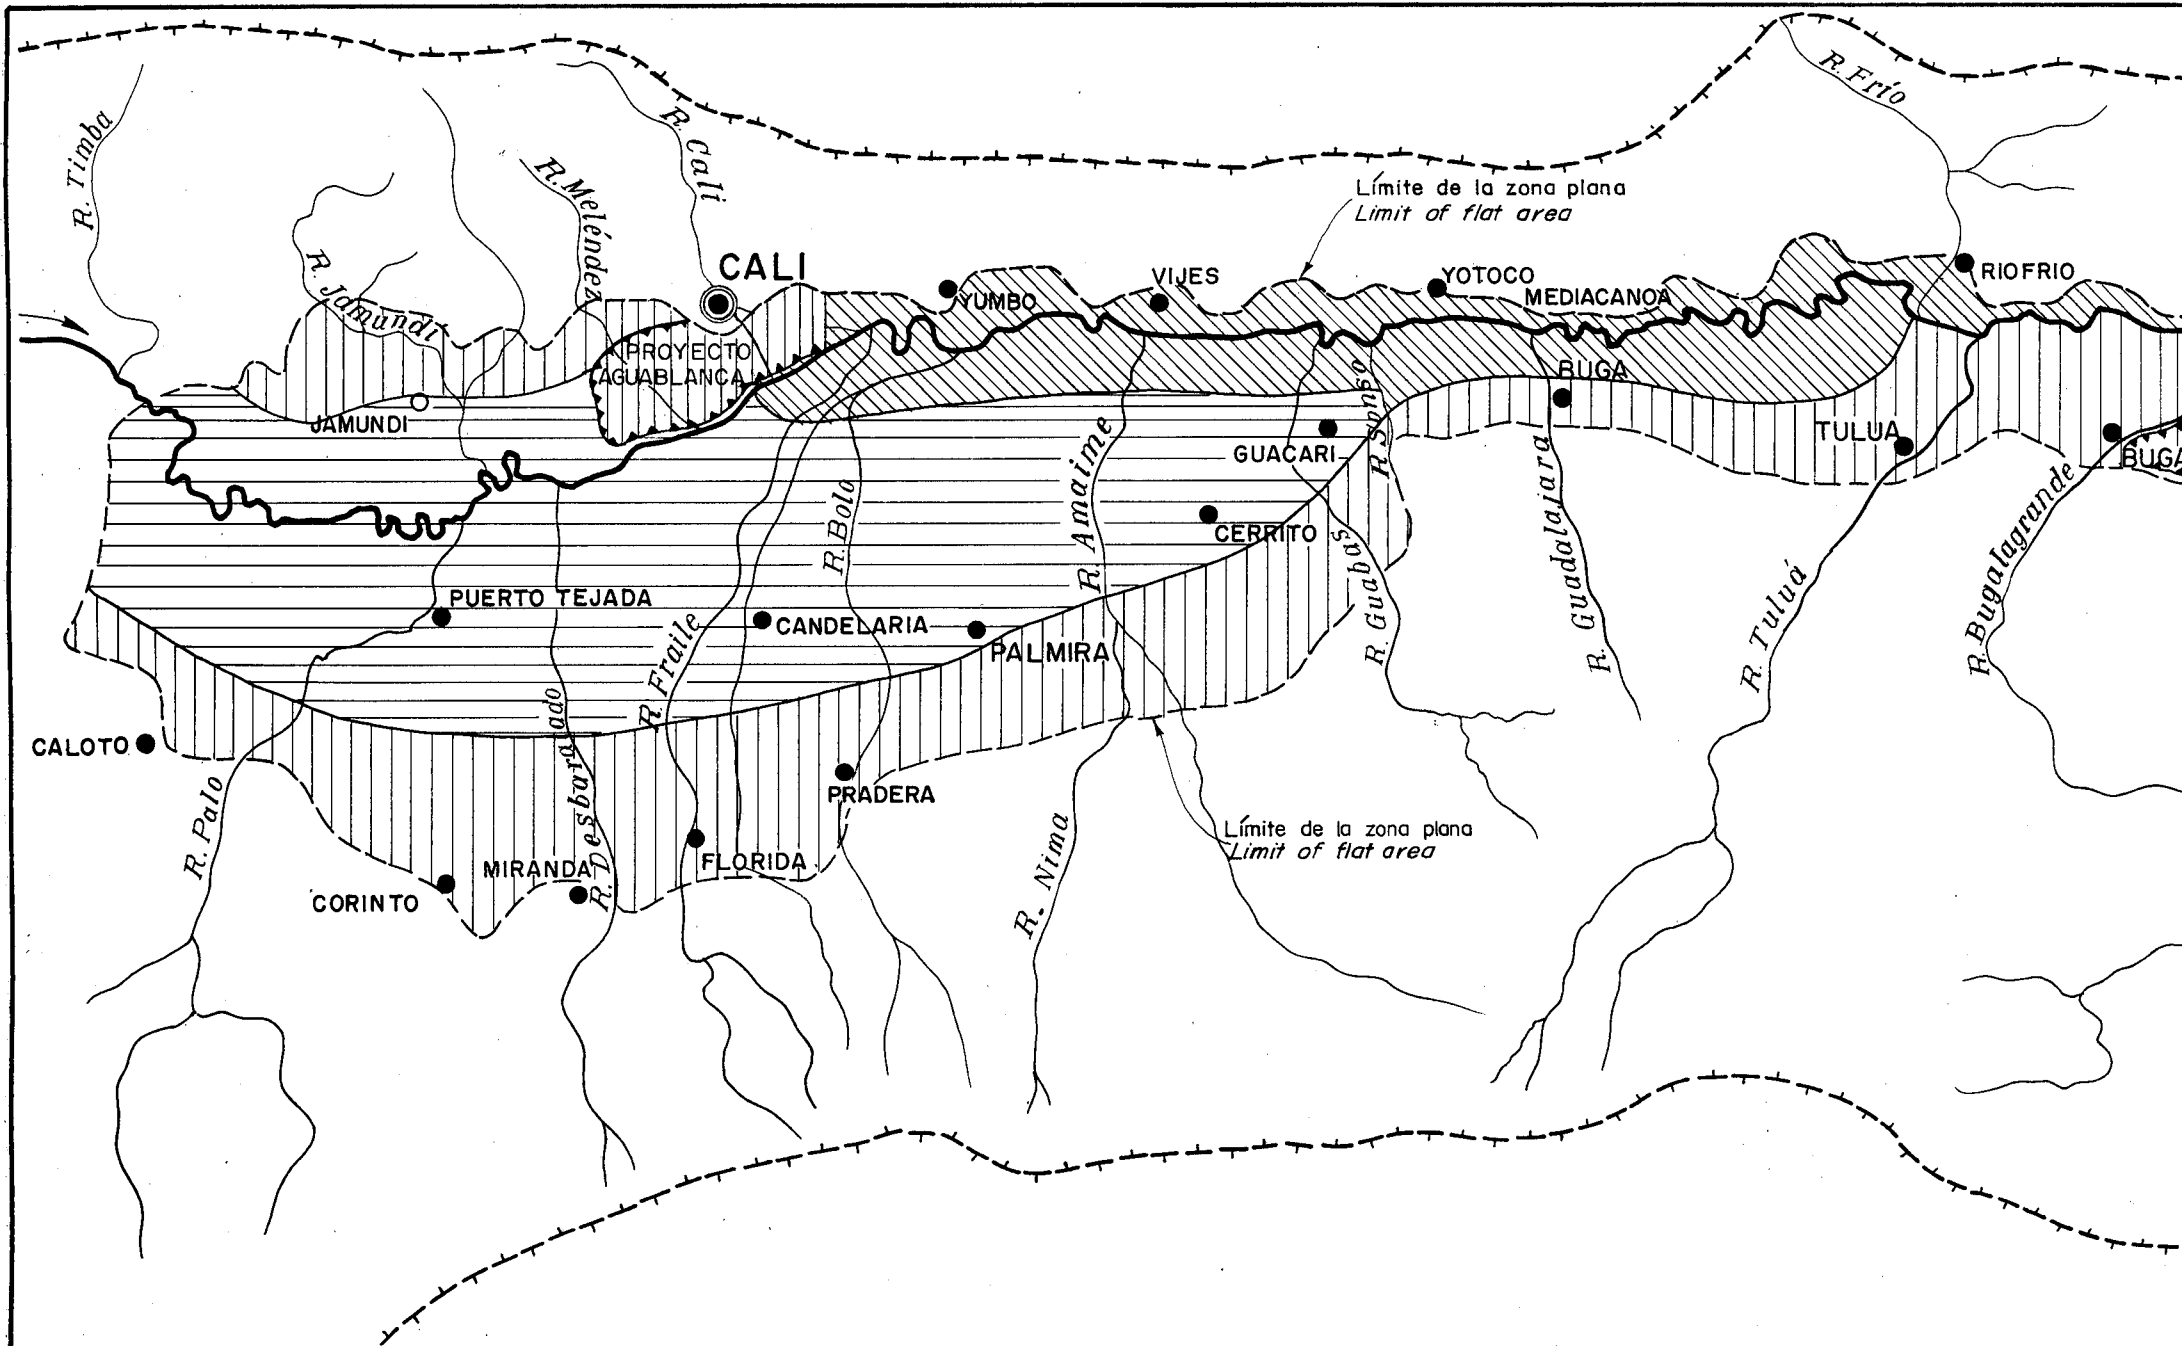 R. Timba
R. Jamundí
R. Meléndez
R. Cali
CALI
YUMBO
VIJES
Límite de la zona plana
Limit of flat area
YOTOCO
MEDIACANOA
R. Frío
RIOFRIO
PROYECTO
AGUABLANCA
JAMUNDI
BUGA
GUACARI
R. Sonso
TULUA
BUGA
CERRITO
R. Amaime
R. Bolo
R. Guabas
R. Guadalajara
R. Tuluá
R. Bugalagrande
PUERTO TEJADA
CANDELARIA
PALMIRA
R. Fraile
R. Desbaratado
CALOTO
R. Palo
PRADERA
FLORIDA
MIRANDA
CORINTO
R. Nima
Límite de la zona plana
Limit of flat area